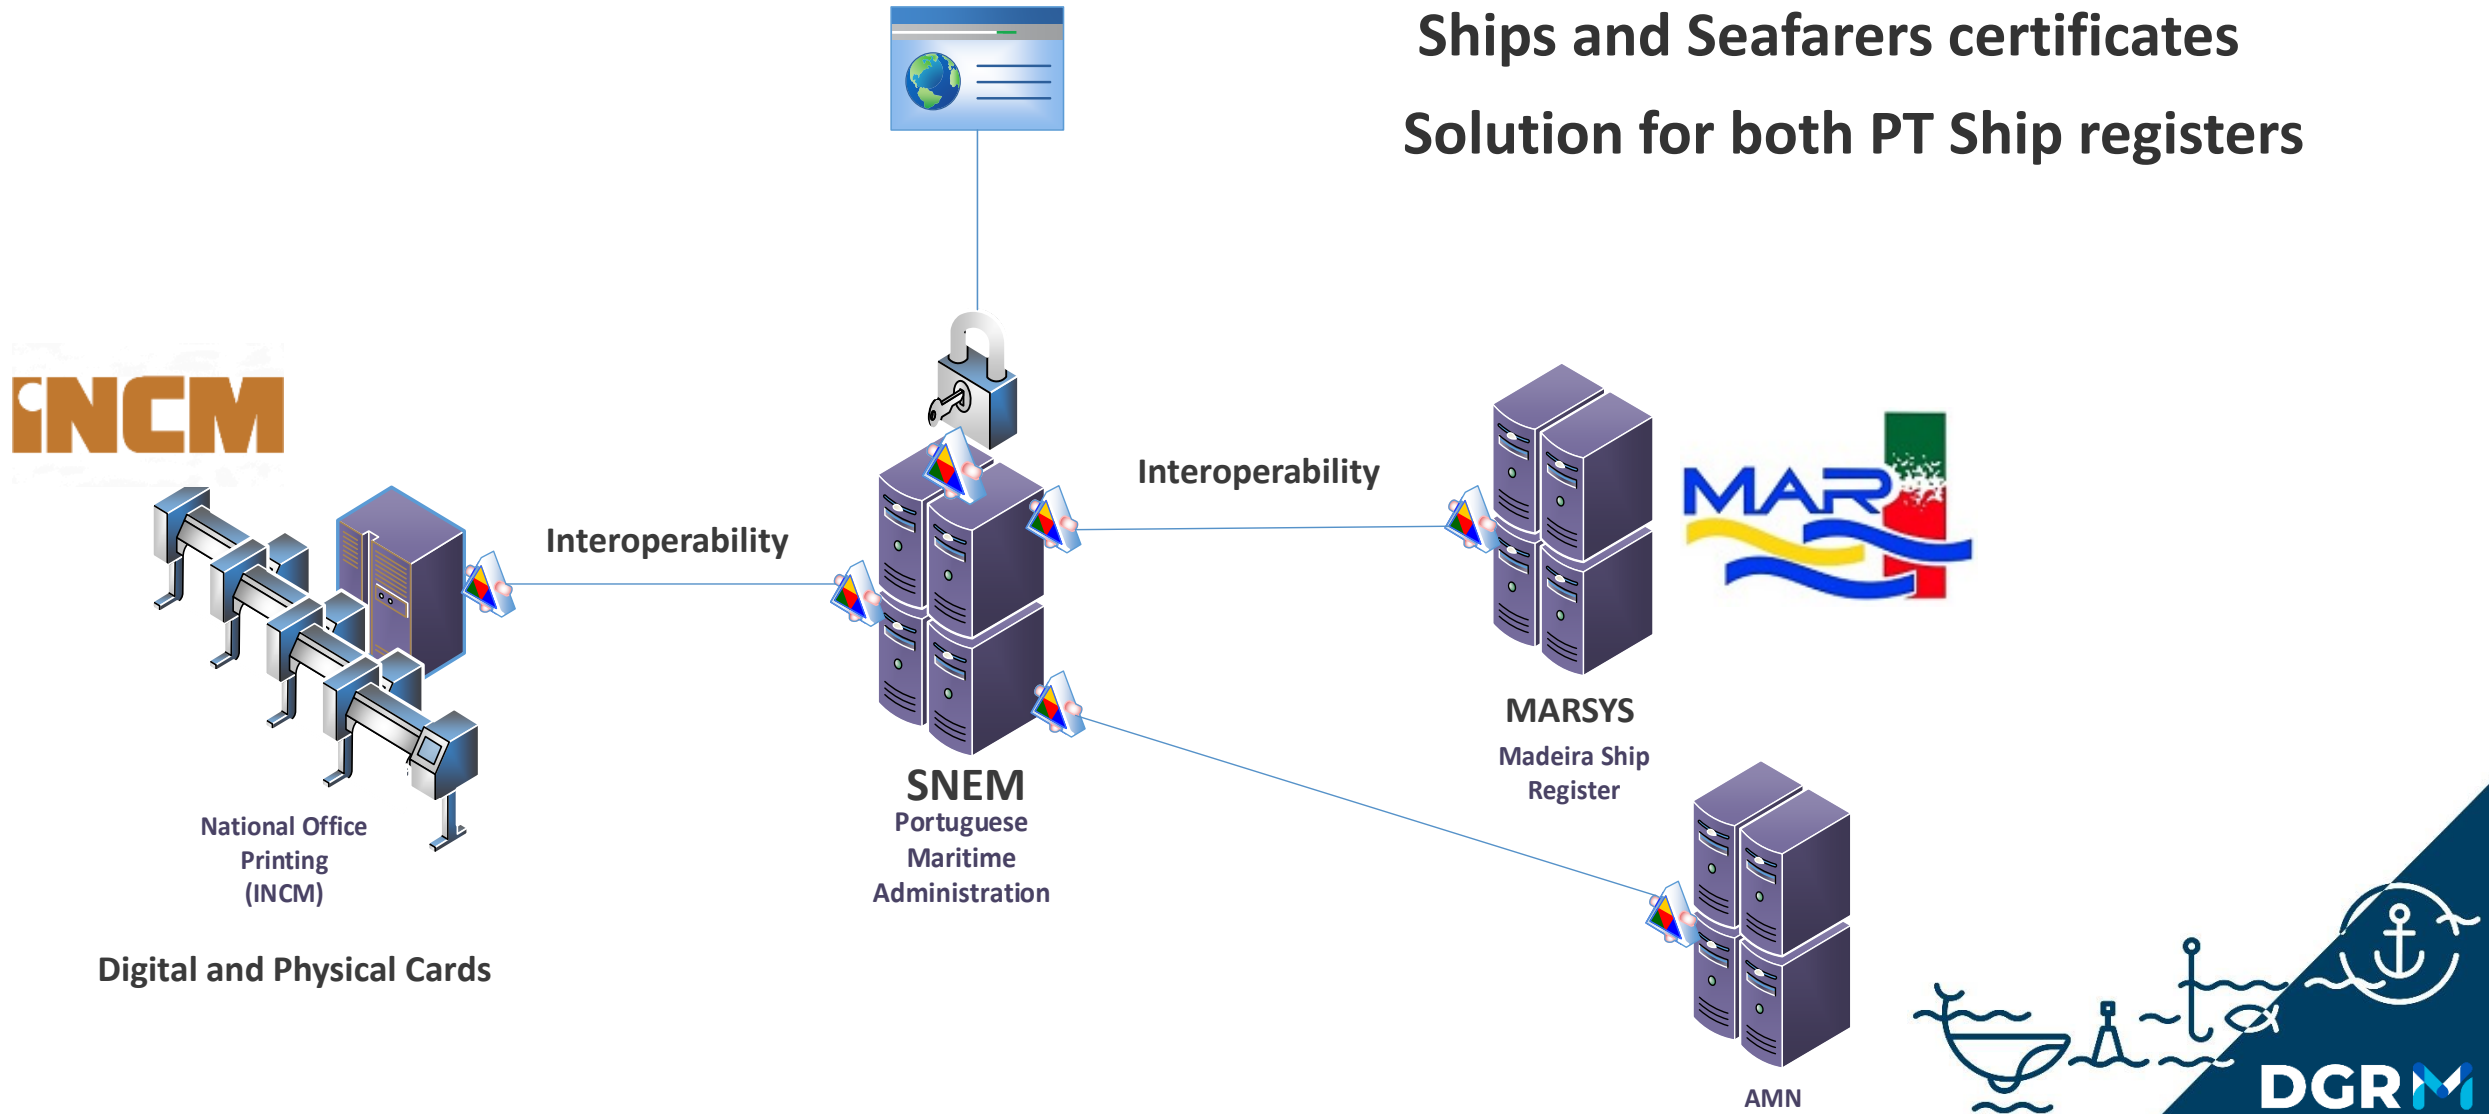 Ships and Seafarers certificates
Solution for both PT Ship registers
INCM
Interoperability
Interoperability
MAR
MARSYS
Madeira Ship
Register
SNEM
Portuguese
Maritime
Administration
National Office
Printing
(INCM)
Digital and Physical Cards
AMN
DGRM